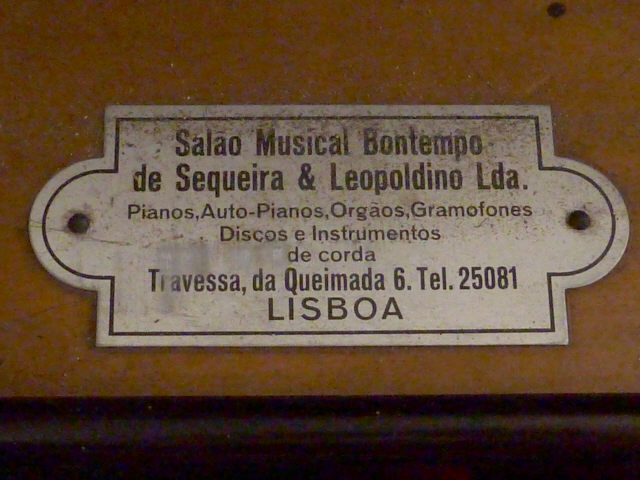 Salão Musical Bontempo
de Sequeira & Leopoldino Lda.
Pianos,Auto-Pianos,Orgãos,Gramofones
Discos e Instrumentos
de corda
Travessa, da Queimada 6. Tel. 25081
LISBOA